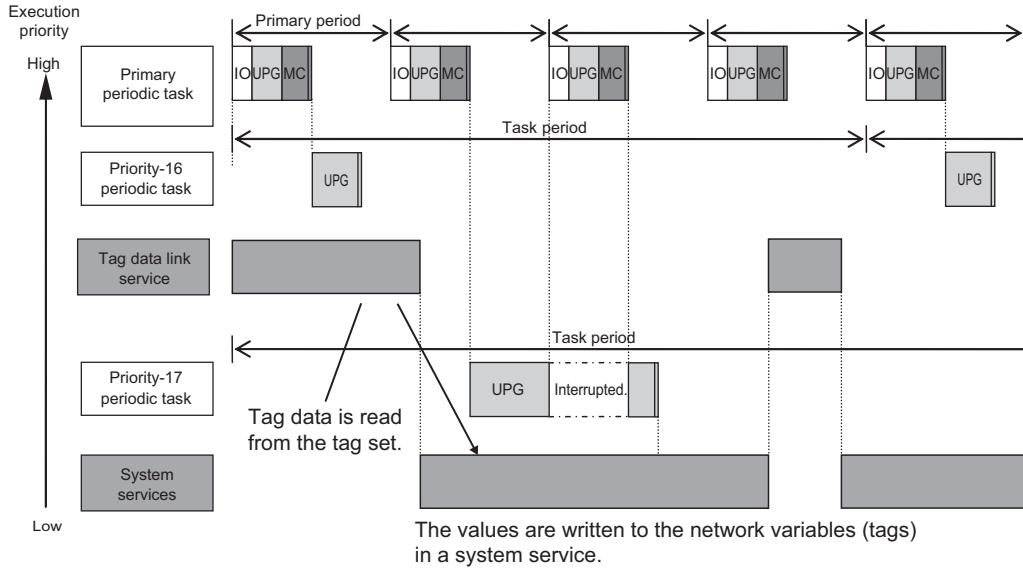 Execution
priority
High
Primary period
Primary
periodic task
IO UPG MC
IO UPG MC
IO UPG MC
IO UPG MC
IO UPG MC
Task period
Priority-16
periodic task
UPG
UPG
Tag data link
service
Task period
Priority-17
periodic task
UPG
Interrupted.
Tag data is read
from the tag set.
System
services
Low
The values are written to the network variables (tags)
in a system service.